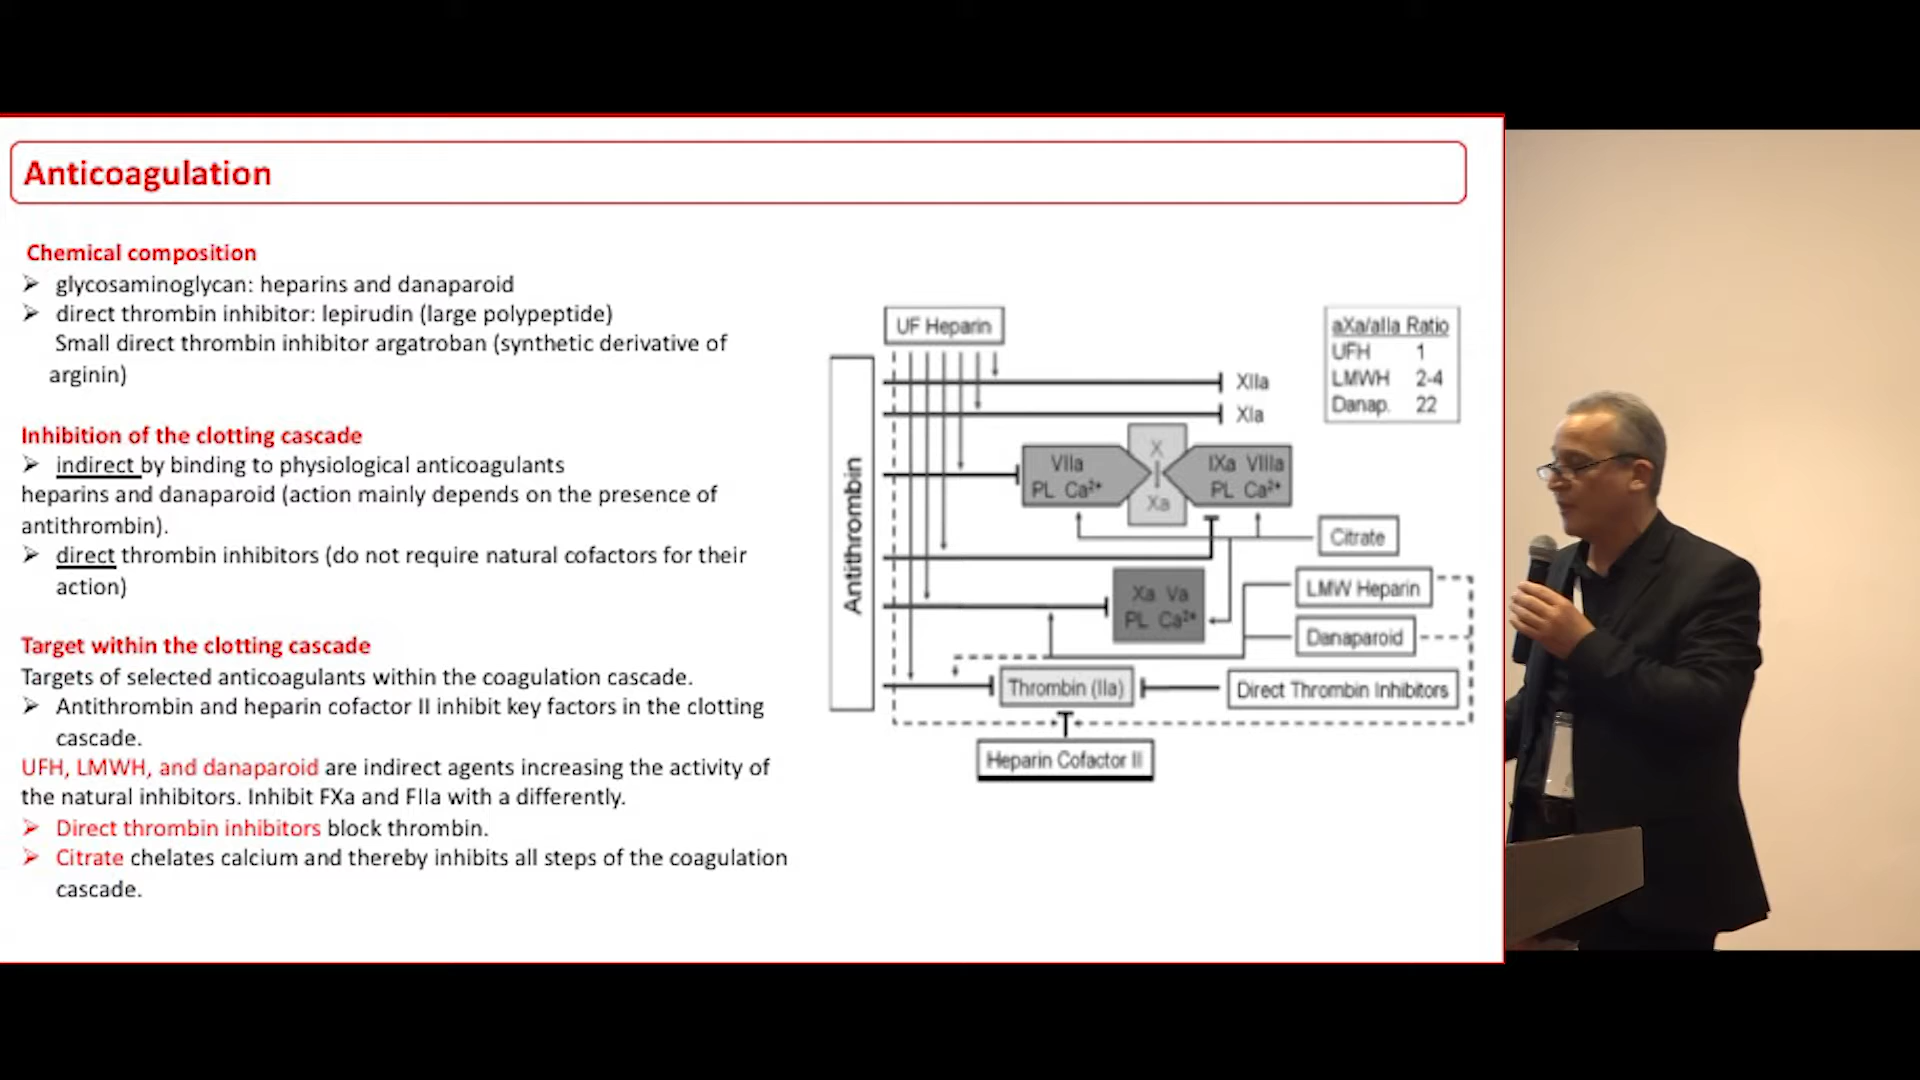 Anticoagulation
Chemical composition
➢ glycosaminoglycan: heparins and danaparoid
➢ direct thrombin inhibitor: lepirudin (large polypeptide)
Small direct thrombin inhibitor argatroban (synthetic derivative of
arginin)
Inhibition of the clotting cascade
➢ indirect by binding to physiological anticoagulants
heparins and danaparoid (action mainly depends on the presence of
antithrombin).
➢ direct thrombin inhibitors (do not require natural cofactors for their
action)
Target within the clotting cascade
Targets of selected anticoagulants within the coagulation cascade.
➢ Antithrombin and heparin cofactor II inhibit key factors in the clotting
cascade.
UFH, LMWH, and danaparoid are indirect agents increasing the activity of
the natural inhibitors. Inhibit FXa and FIIa with a differently.
➢ Direct thrombin inhibitors block thrombin.
➢ Citrate chelates calcium and thereby inhibits all steps of the coagulation
cascade.
UF Heparin
Antithrombin
XIIa
XIa
aXa/aIIa Ratio
UFH 1
LMWH 2-4
Danap. 22
VIIa
PL Ca²⁺
X
Xa
IXa VIIIa
PL Ca²⁺
Citrate
Xa Va
PL Ca²⁺
LMW Heparin
Danaparoid
Thrombin (IIa)
Direct Thrombin Inhibitors
Heparin Cofactor II